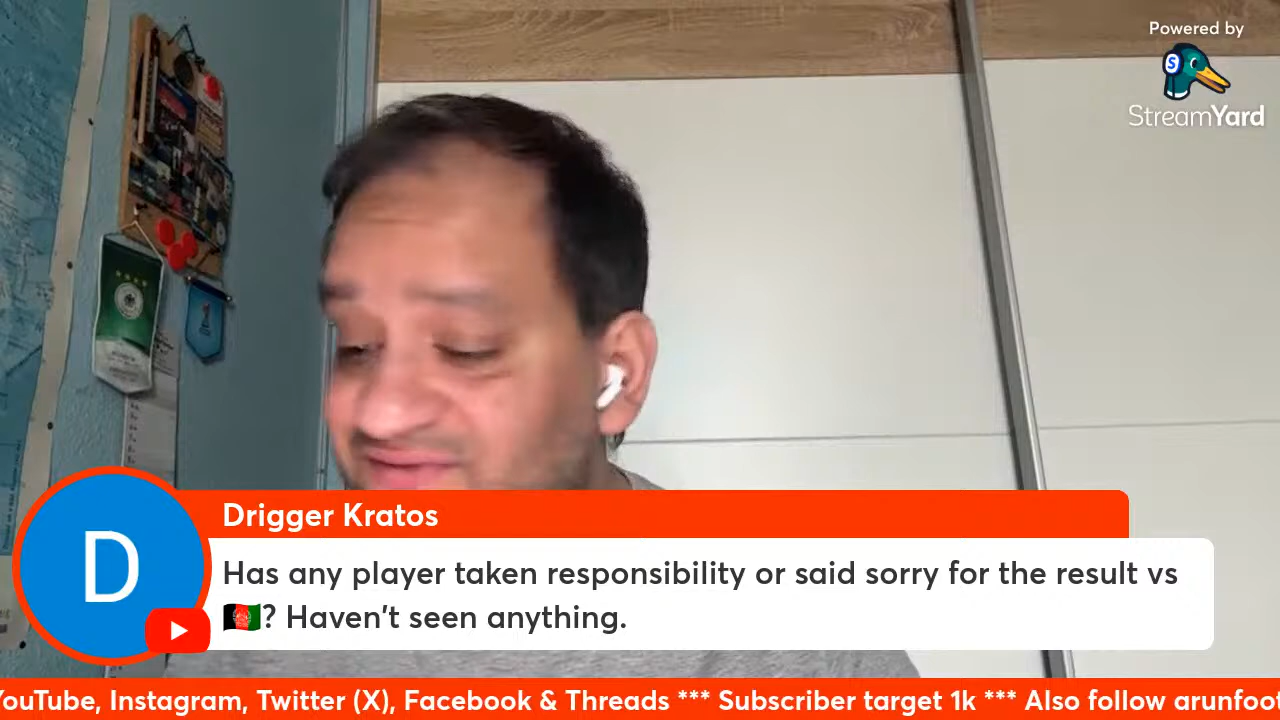 Powered by
StreamYard
Drigger Kratos
D
Has any player taken responsibility or said sorry for the result vs
🇦🇫? Haven't seen anything.
YouTube, Instagram, Twitter (X), Facebook & Threads *** Subscriber target 1k *** Also follow arunfoot